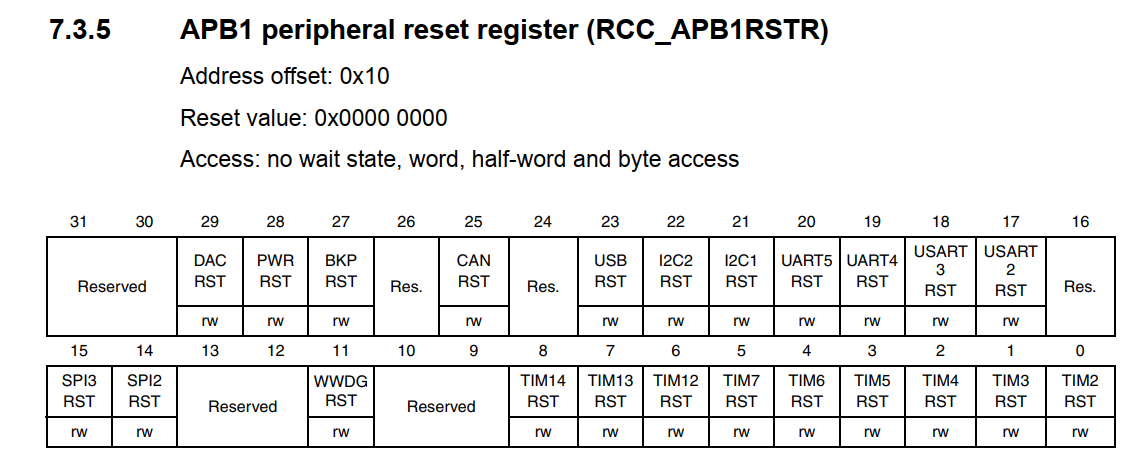 7.3.5 APB1 peripheral reset register (RCC_APB1RSTR)
Address offset: 0x10
Reset value: 0x0000 0000
Access: no wait state, word, half-word and byte access
31 30 29 28 27 26 25 24 23 22 21 20 19 18 17 16
Reserved DAC RST PWR RST BKP RST Res. CAN RST Res. USB RST I2C2 RST I2C1 RST UART5 RST UART4 RST USART 3 RST USART 2 RST Res.
rw rw rw rw rw rw rw rw rw rw rw
15 14 13 12 11 10 9 8 7 6 5 4 3 2 1 0
SPI3 RST SPI2 RST Reserved WWDG RST Reserved TIM14 RST TIM13 RST TIM12 RST TIM7 RST TIM6 RST TIM5 RST TIM4 RST TIM3 RST TIM2 RST
rw rw rw rw rw rw rw rw rw rw rw rw